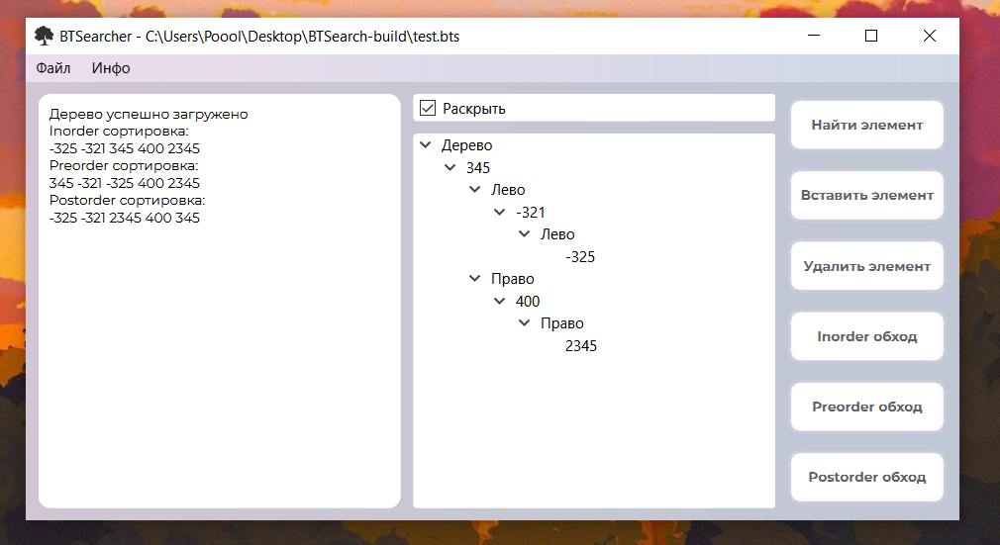 BTSearcher - C:\Users\Poool\Desktop\BTSearch-build\test.bts
Файл Инфо
Дерево успешно загружено
Inorder сортировка:
-325 -321 345 400 2345
Preorder сортировка:
345 -321 -325 400 2345
Postorder сортировка:
-325 -321 2345 400 345
Раскрыть
Дерево
345
Лево
-321
Лево
-325
Право
400
Право
2345
Найти элемент
Вставить элемент
Удалить элемент
Inorder обход
Preorder обход
Postorder обход